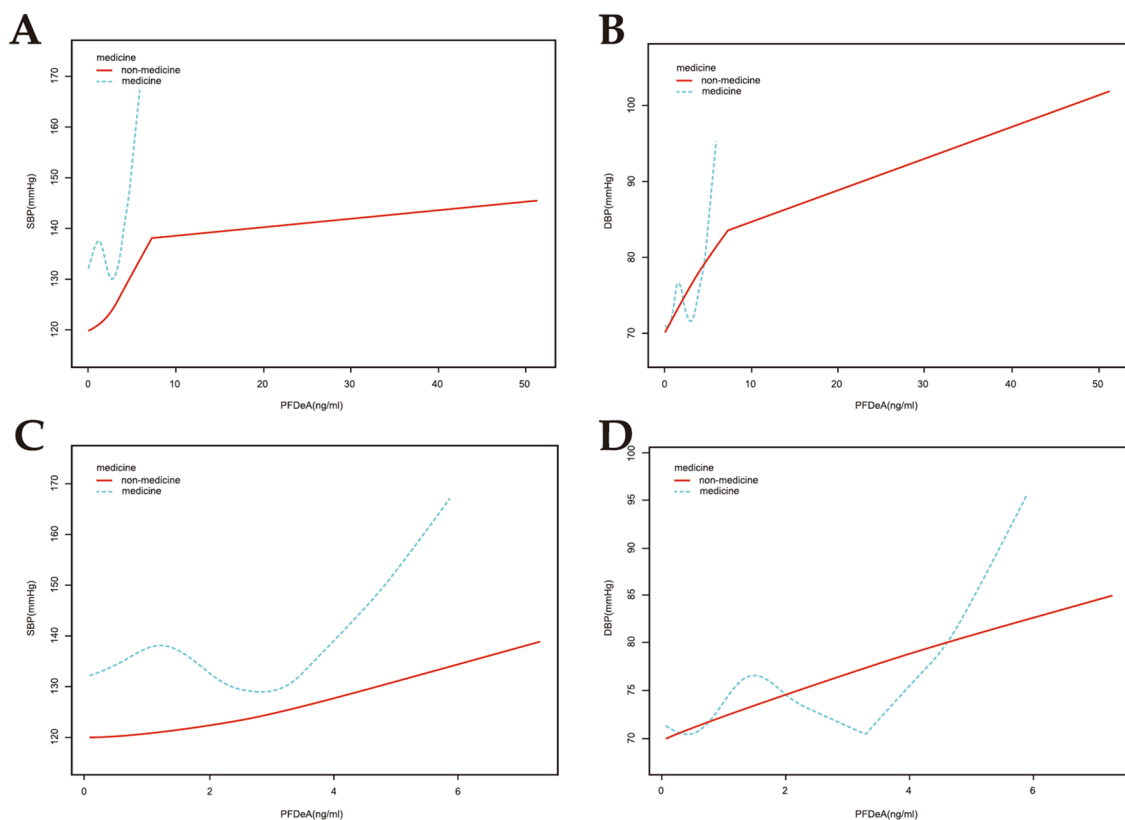 A
medicine
non-medicine
medicine
SBP(mmHg)
120
130
140
150
160
170
0
10
20
30
40
50
PFDeA(ng/ml)
B
medicine
non-medicine
medicine
DBP(mmHg)
70
80
90
100
0
10
20
30
40
50
PFDeA(ng/ml)
C
medicine
non-medicine
medicine
SBP(mmHg)
120
130
140
150
160
170
0
2
4
6
PFDeA(ng/ml)
D
medicine
non-medicine
medicine
DBP(mmHg)
70
75
80
85
90
95
100
0
2
4
6
PFDeA(ng/ml)